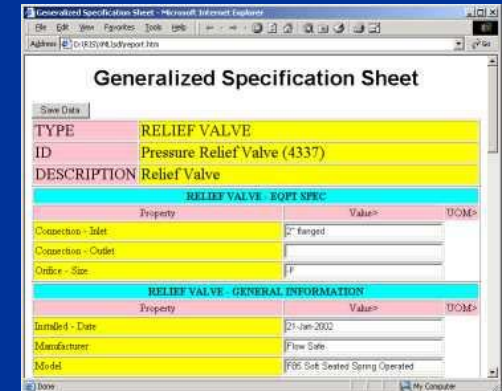 Generalized Specification Sheet - Microsoft Internet Explorer
File Edit View Favorites Tools Help
Address
Go
Generalized Specification Sheet
Save Data
TYPE RELIEF VALVE
ID Pressure Relief Valve (4337)
DESCRIPTION Relief Valve
RELIEF VALVE - EQPT SPEC
Property Value> UOM>
Connection - Inlet 2" flanged
Connection - Outlet
Orifice - Size -F
RELIEF VALVE - GENERAL INFORMATION
Property Value> UOM>
Installed - Date 21-Jan-2002
Manufacturer Flow Safe
Model F85 Soft Seated Spring Operated
Done My Computer